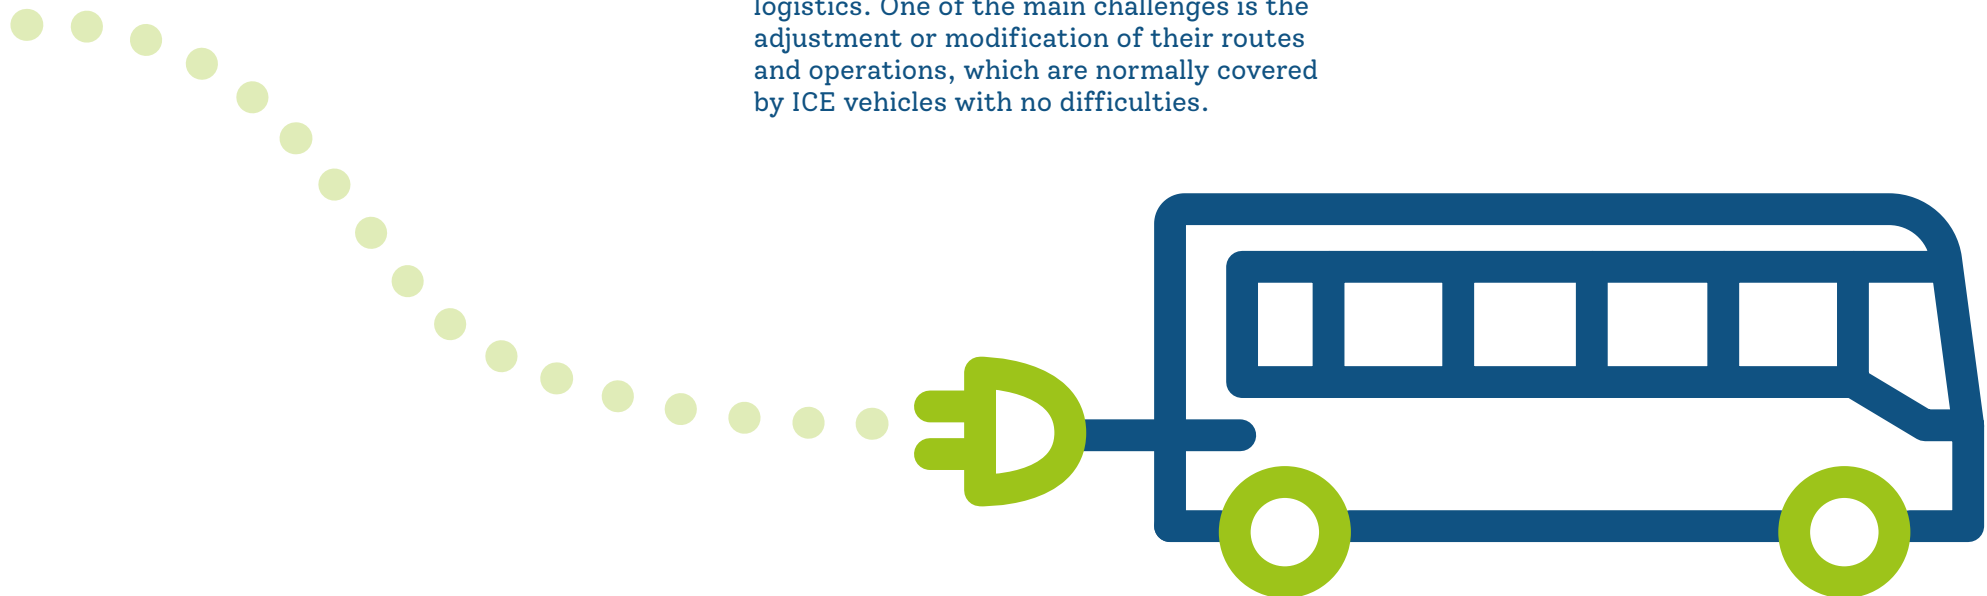 logistics. One of the main challenges is the
adjustment or modification of their routes
and operations, which are normally covered
by ICE vehicles with no difficulties.